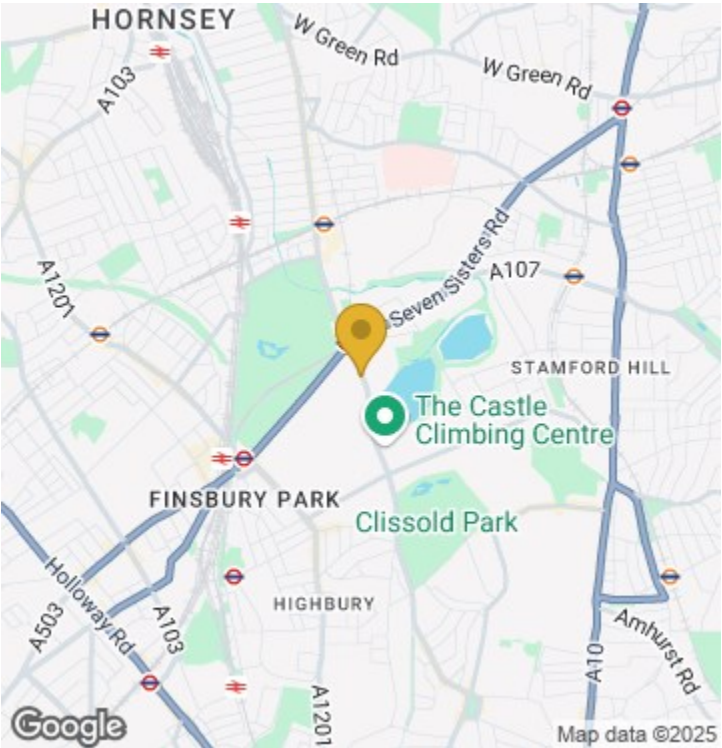 HORNSEY
W Green Rd
W Green Rd
A103
Seven Sisters Rd
A107
A1201
STAMFORD HILL
The Castle
Climbing Centre
FINSBURY PARK
Clissold Park
Holloway Rd
HIGHBURY
A503
A103
Amhurst Rd
A10
A1201
Google
Map data ©2025